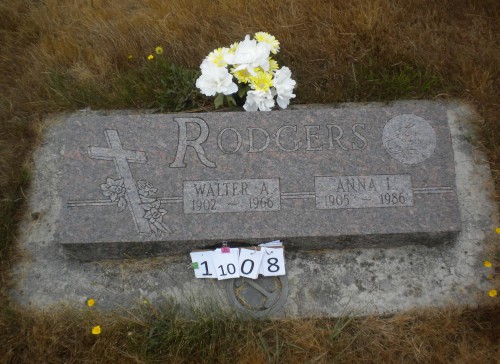 RODGERS
WALTER A. ANNA I.
1902 – 1966 1905 – 1986
1 10 0 8